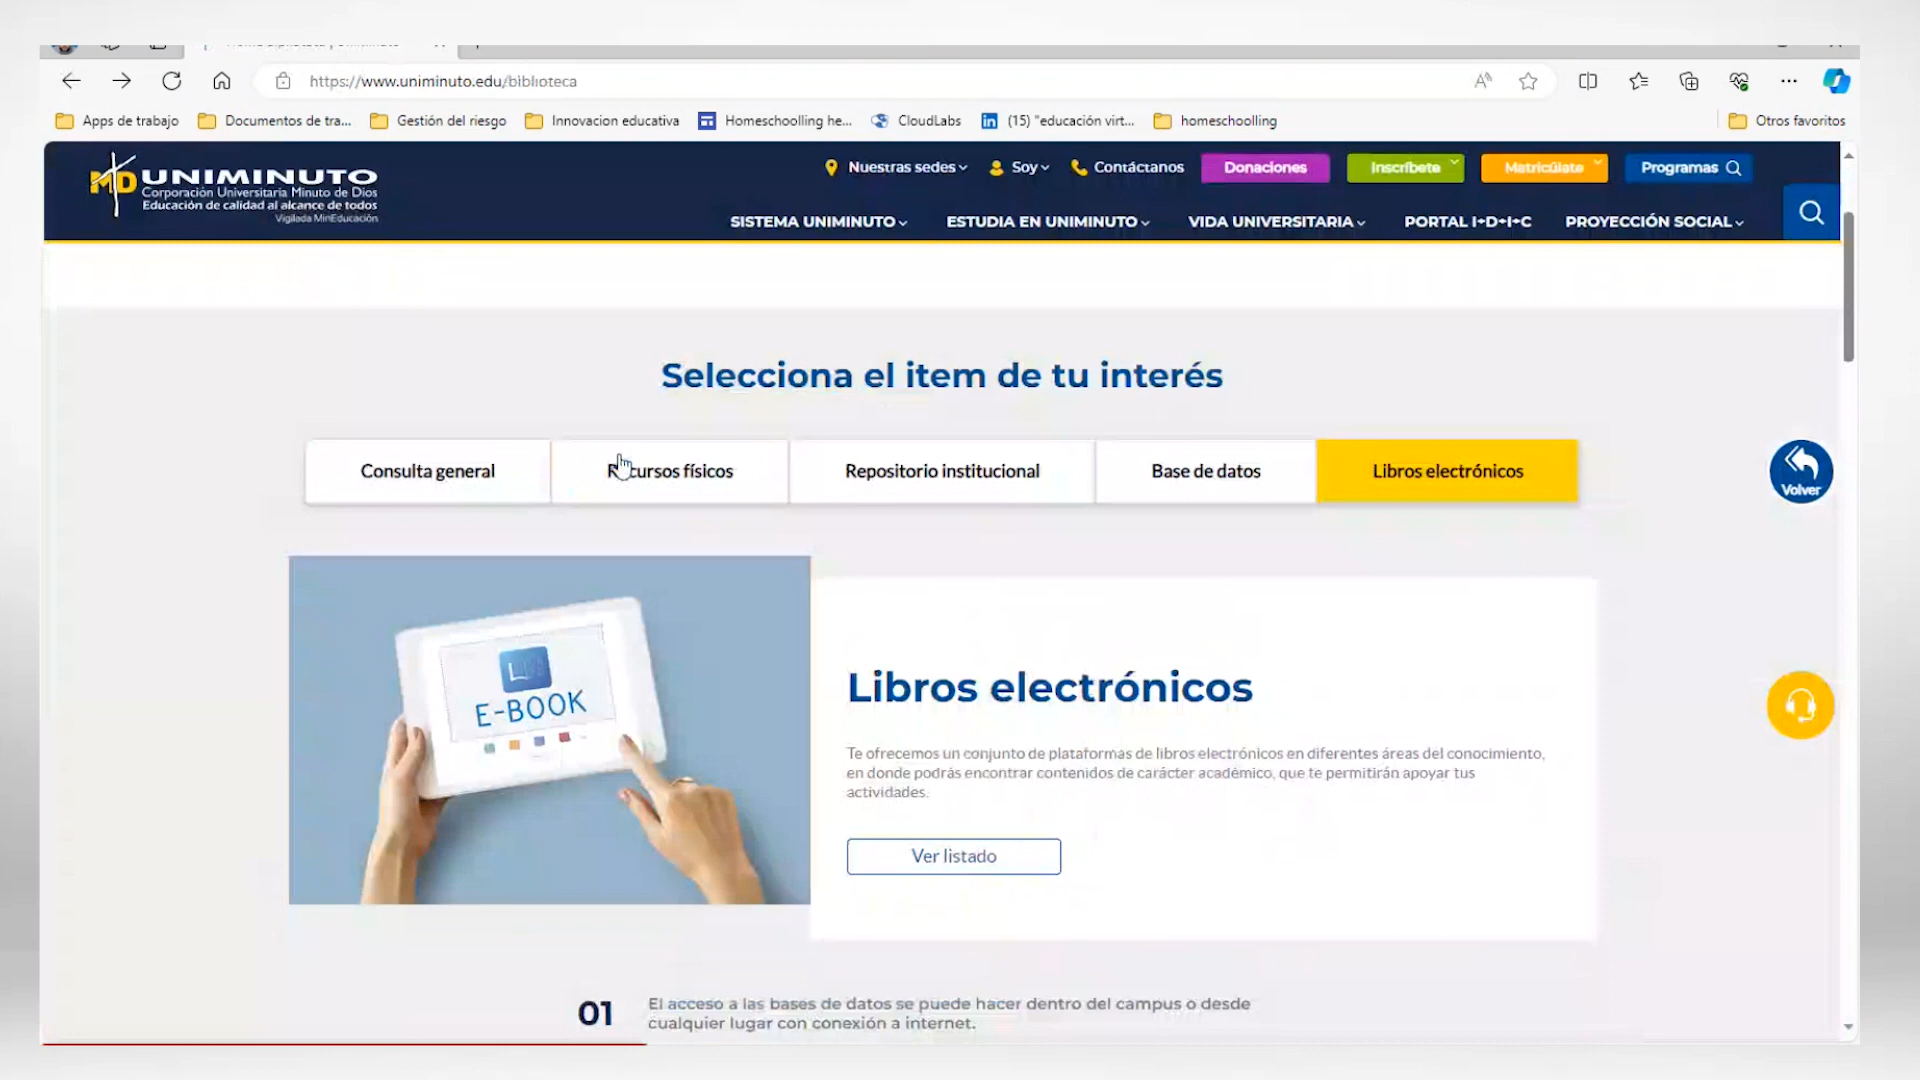 https://www.uniminuto.edu/biblioteca
Apps de trabajo
Documentos de tra...
Gestión del riesgo
Innovacion educativa
Homeschoolling he...
CloudLabs
(15) "educación virt...
homeschoolling
Otros favoritos
UNIMINUTO
Corporación Universitaria Minuto de Dios
Educación de calidad al alcance de todos
Vigilada MinEducación
Nuestras sedes
Soy
Contáctanos
Donaciones
Inscríbete
Matricúlate
Programas
SISTEMA UNIMINUTO
ESTUDIA EN UNIMINUTO
VIDA UNIVERSITARIA
PORTAL I+D+I+C
PROYECCIÓN SOCIAL
Selecciona el item de tu interés
Consulta general
Recursos físicos
Repositorio institucional
Base de datos
Libros electrónicos
Volver
E-BOOK
Libros electrónicos
Te ofrecemos un conjunto de plataformas de libros electrónicos en diferentes áreas del conocimiento,
en donde podrás encontrar contenidos de carácter académico, que te permitirán apoyar tus
actividades.
Ver listado
01
El acceso a las bases de datos se puede hacer dentro del campus o desde
cualquier lugar con conexión a internet.